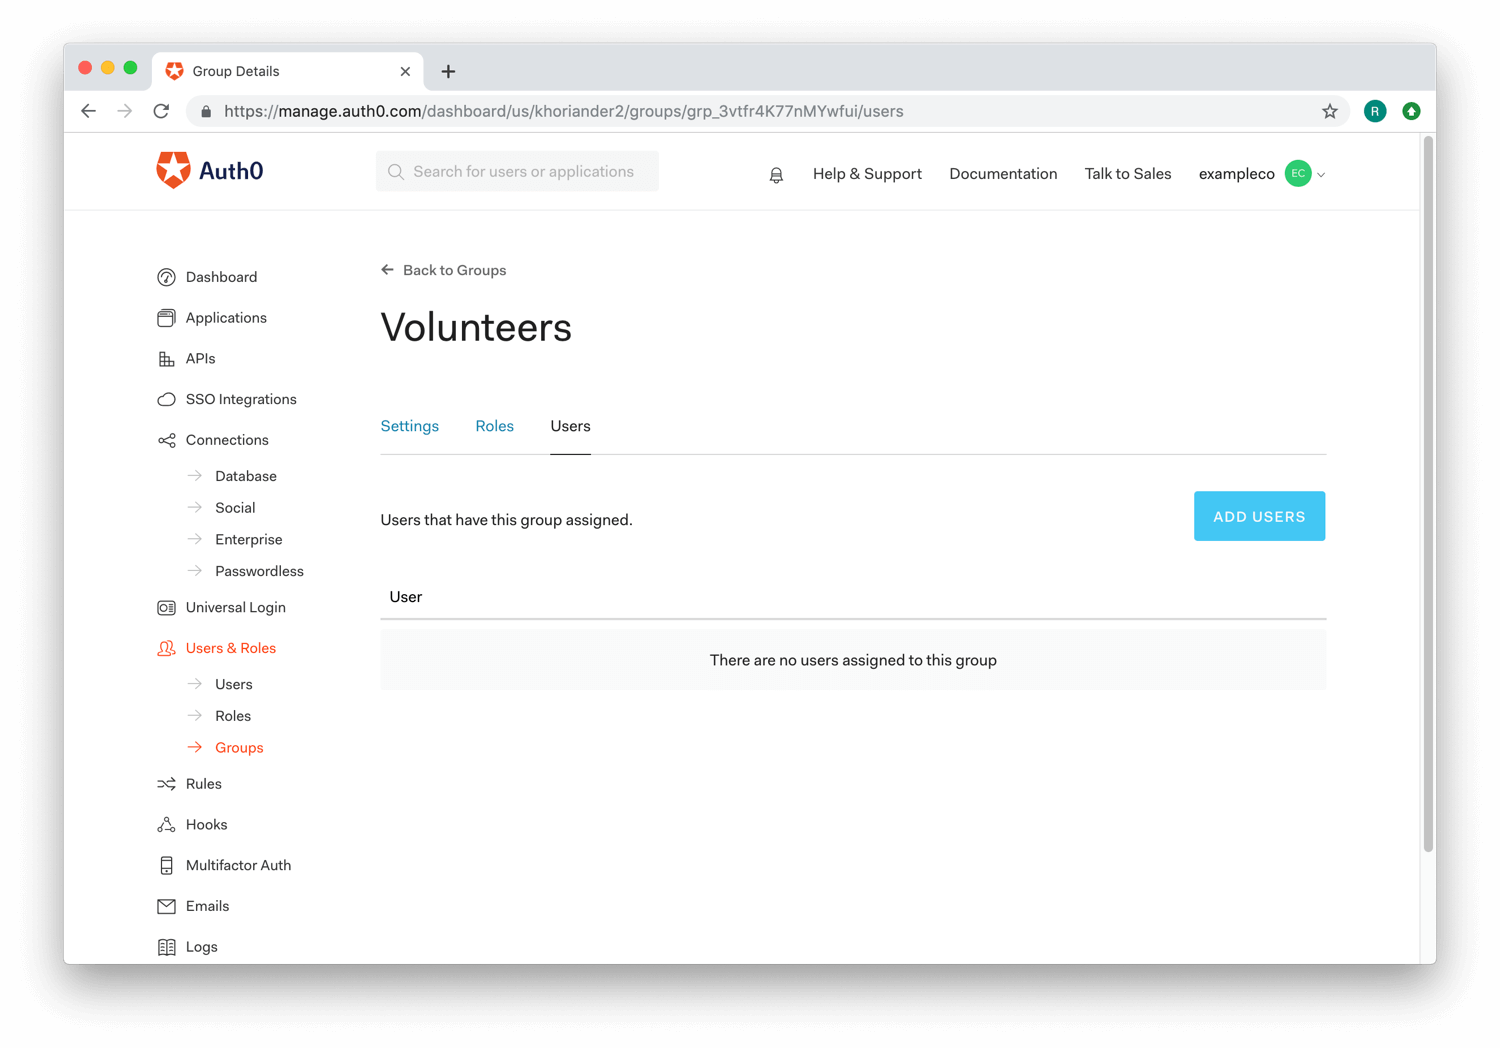 Group Details
https://manage.auth0.com/dashboard/us/khoriander2/groups/grp_3vtfr4K77nMYwfui/users
R
Auth0
Search for users or applications
Help & Support
Documentation
Talk to Sales
exampleco
EC
Dashboard
Applications
APIs
SSO Integrations
Connections
Database
Social
Enterprise
Passwordless
Universal Login
Users & Roles
Users
Roles
Groups
Rules
Hooks
Multifactor Auth
Emails
Logs
Back to Groups
Volunteers
Settings
Roles
Users
Users that have this group assigned.
ADD USERS
User
There are no users assigned to this group